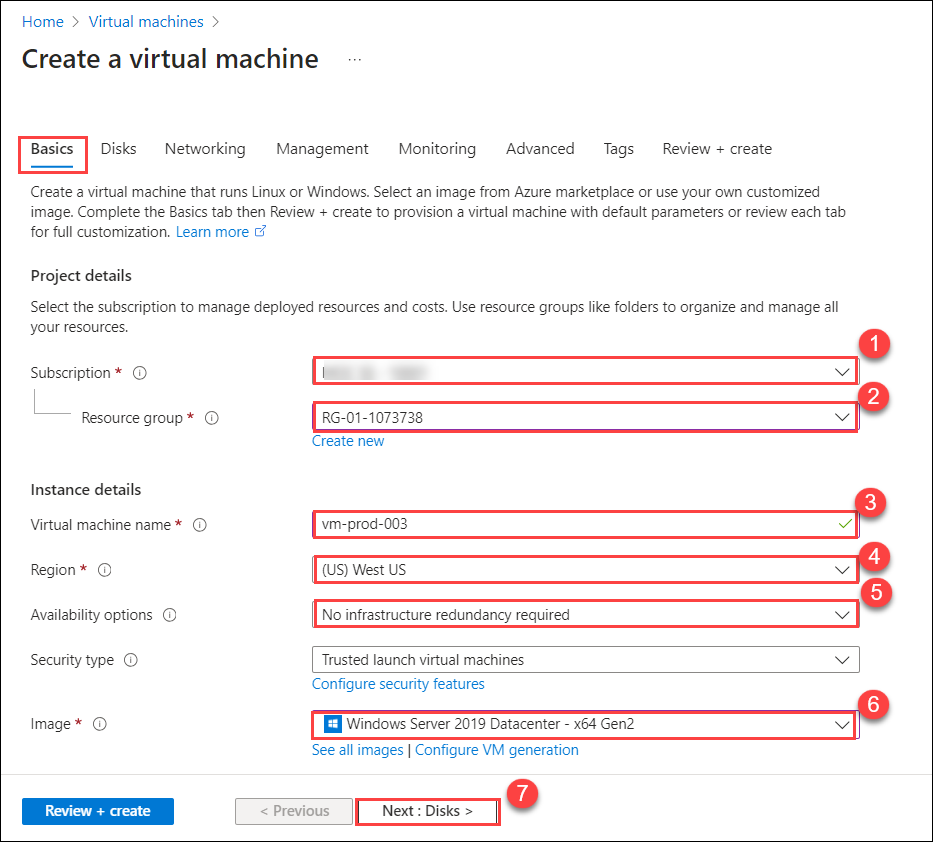 Home > Virtual machines >
Create a virtual machine ...
Basics Disks Networking Management Monitoring Advanced Tags Review + create
Create a virtual machine that runs Linux or Windows. Select an image from Azure marketplace or use your own customized
image. Complete the Basics tab then Review + create to provision a virtual machine with default parameters or review each tab
for full customization. Learn more
Project details
Select the subscription to manage deployed resources and costs. Use resource groups like folders to organize and manage all
your resources.
1
Subscription *
2
Resource group * RG-01-1073738
Create new
Instance details
3
Virtual machine name * vm-prod-003
4
Region * (US) West US
5
Availability options No infrastructure redundancy required
Security type Trusted launch virtual machines
Configure security features
6
Image * Windows Server 2019 Datacenter - x64 Gen2
See all images | Configure VM generation
7
Review + create < Previous Next : Disks >